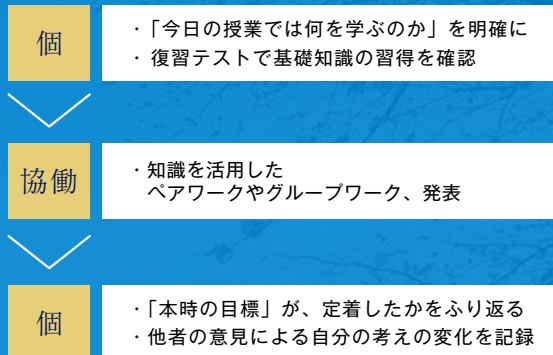 個
・「今日の授業では何を学ぶのか」を明確に
・復習テストで基礎知識の習得を確認
協働
・知識を活用した
ペアワークやグループワーク、発表
個
・「本時の目標」が、定着したかをふり返る
・他者の意見による自分の考えの変化を記録